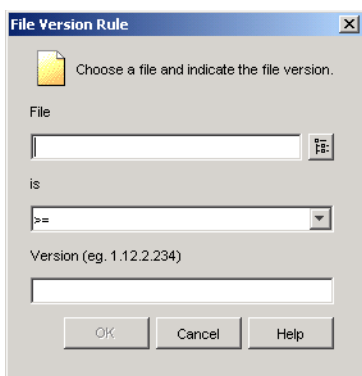 File Version Rule
Choose a file and indicate the file version.
File
is
>=
Version (eg. 1.12.2.234)
OK
Cancel
Help